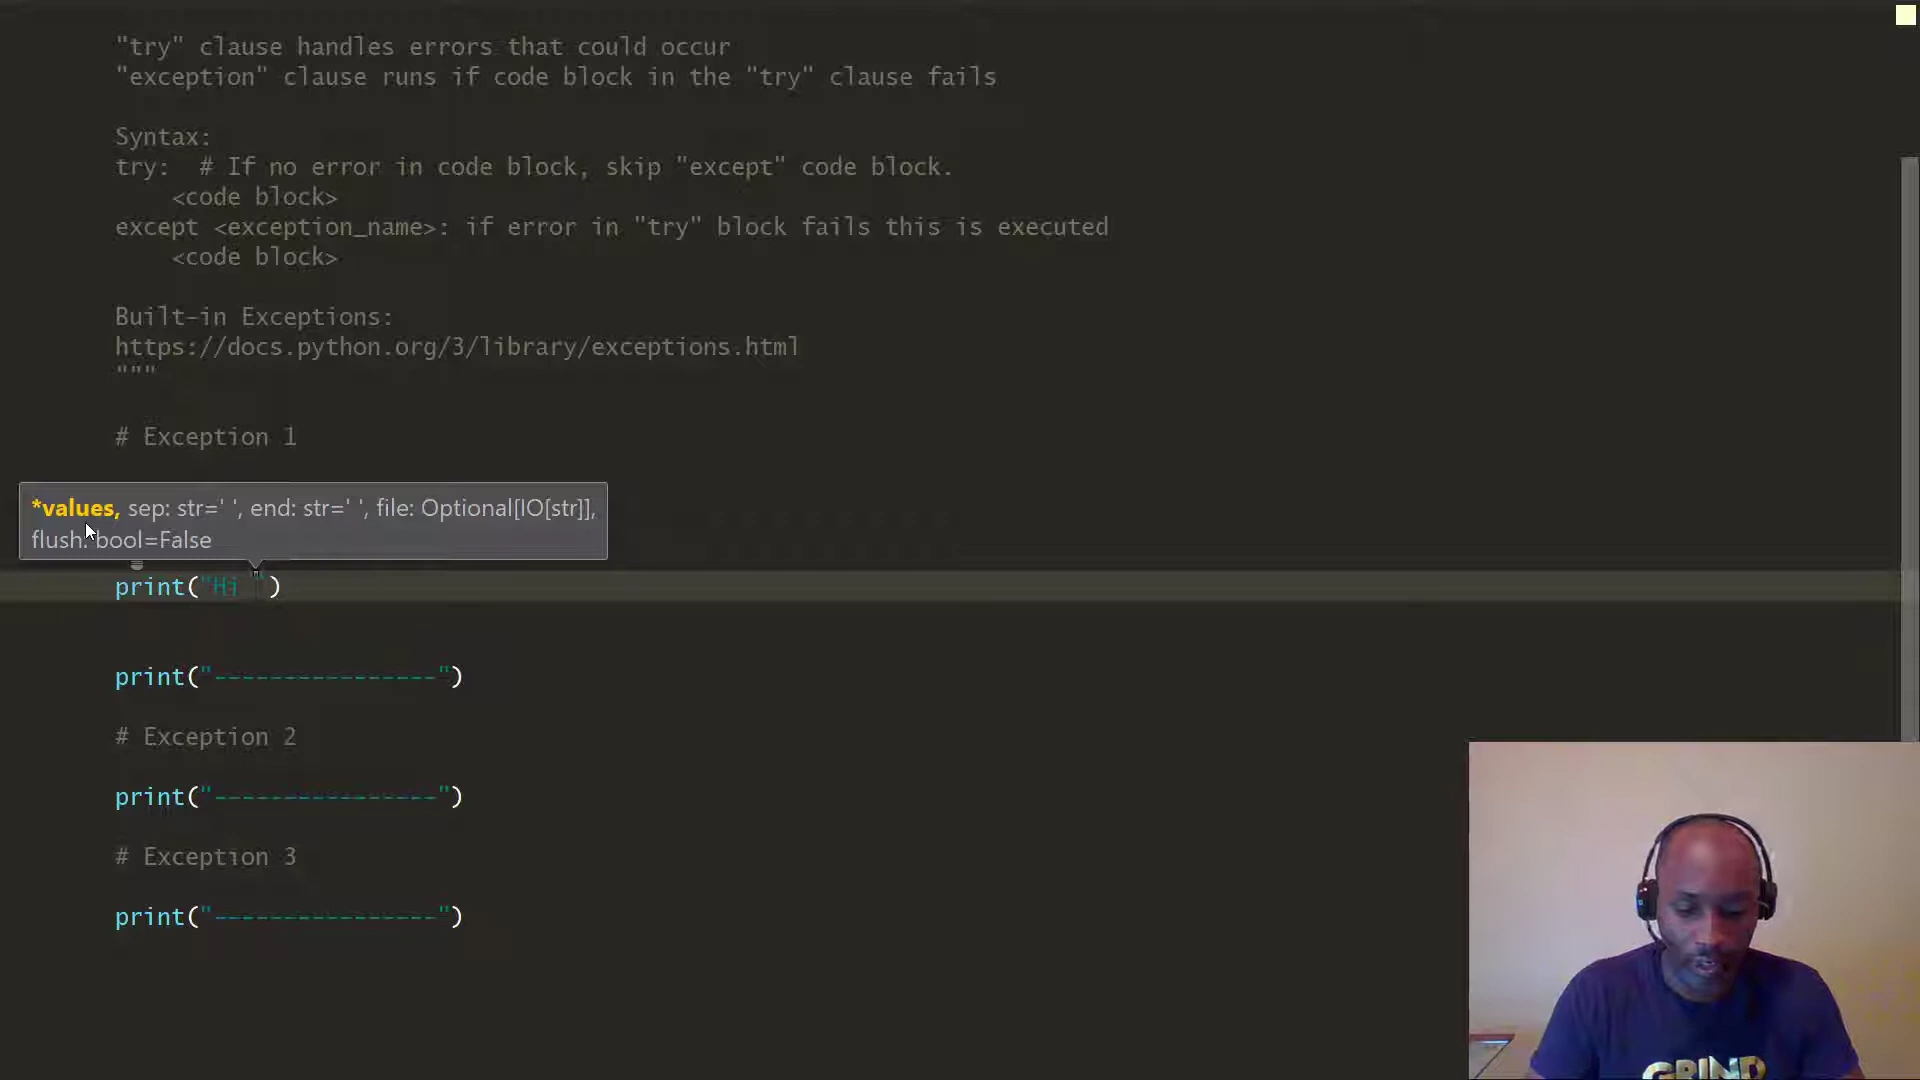 "try" clause handles errors that could occur
"exception" clause runs if code block in the "try" clause fails
Syntax:
try:  # If no error in code block, skip "except" code block.
<code block>
except <exception_name>: if error in "try" block fails this is executed
<code block>
Built-in Exceptions:
https://docs.python.org/3/library/exceptions.html
"""
# Exception 1
*values, sep: str=' ', end: str=' ', file: Optional[IO[str]],
flush: bool=False
print("Hi ")
print("----------------")
# Exception 2
print("----------------")
# Exception 3
print("----------------")
GRIND